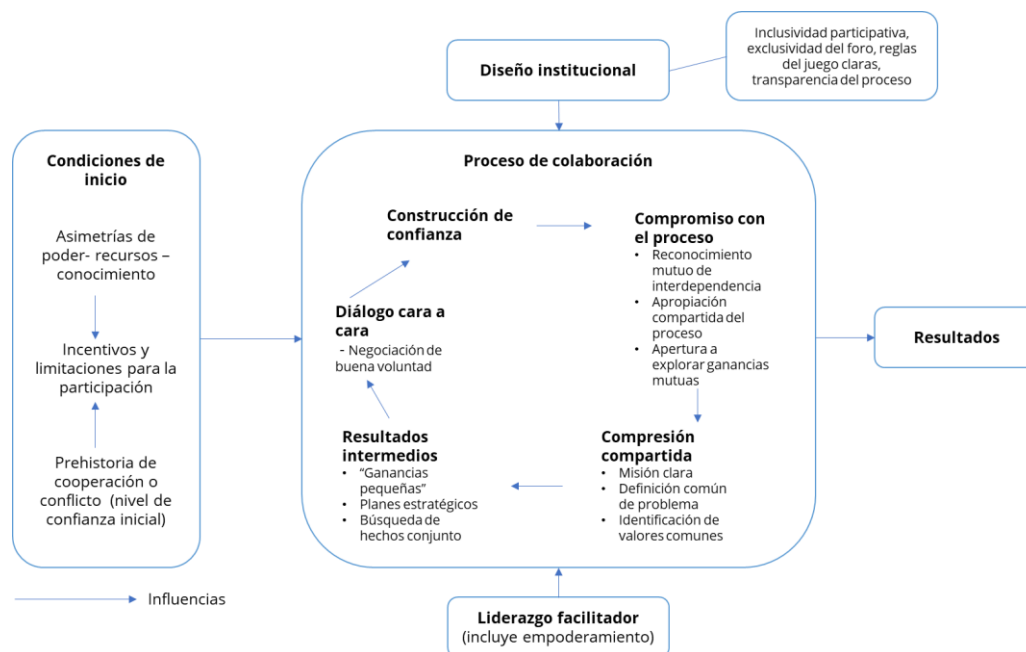 Inclusividad participativa,
exclusividad del foro, reglas
del juego claras,
transparencia del proceso
Diseño institucional
Condiciones de
inicio
Asimetrías de
poder- recursos –
conocimiento
Incentivos y
limitaciones para la
participación
Prehistoria de
cooperación o
conflicto (nivel de
confianza inicial)
Proceso de colaboración
Construcción de
confianza
Compromiso con
el proceso
• Reconocimiento
mutuo de
interdependencia
• Apropiación
compartida del
proceso
• Apertura a
explorar ganancias
mutuas
Diálogo cara a
cara
- Negociación de
buena voluntad
Resultados
intermedios
• “Ganancias
pequeñas”
• Planes estratégicos
• Búsqueda de
hechos conjunto
Compresión
compartida
• Misión clara
• Definición común
de problema
• Identificación de
valores comunes
Resultados
Influencias
Liderazgo facilitador
(incluye empoderamiento)